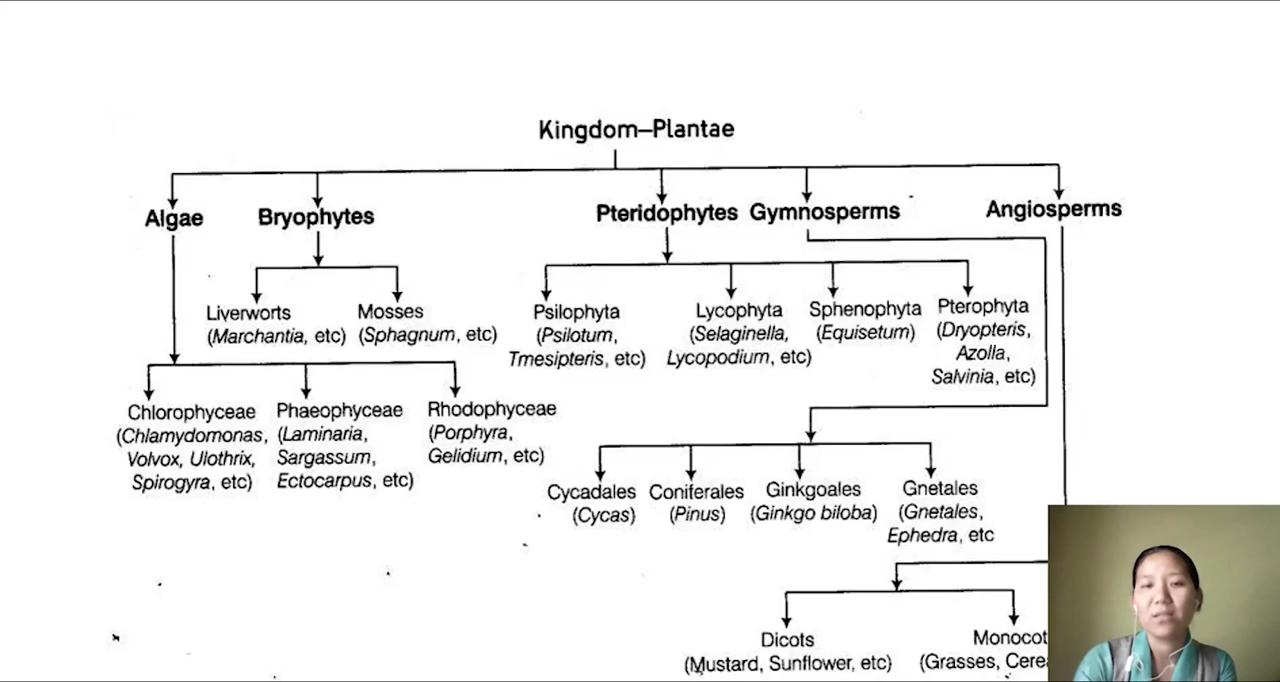 Kingdom–Plantae
Algae
Bryophytes
Pteridophytes
Gymnosperms
Angiosperms
Liverworts
(Marchantia, etc)
Mosses
(Sphagnum, etc)
Psilophyta
(Psilotum,
Tmesipteris, etc)
Lycophyta
(Selaginella,
Lycopodium, etc)
Sphenophyta
(Equisetum)
Pterophyta
(Dryopteris,
Azolla,
Salvinia, etc)
Chlorophyceae
(Chlamydomonas,
Volvox, Ulothrix,
Spirogyra, etc)
Phaeophyceae
(Laminaria,
Sargassum,
Ectocarpus, etc)
Rhodophyceae
(Porphyra,
Gelidium, etc)
Cycadales
(Cycas)
Coniferales
(Pinus)
Ginkgoales
(Ginkgo biloba)
Gnetales
(Gnetales,
Ephedra, etc
Dicots
(Mustard, Sunflower, etc)
Monocot
(Grasses, Cere